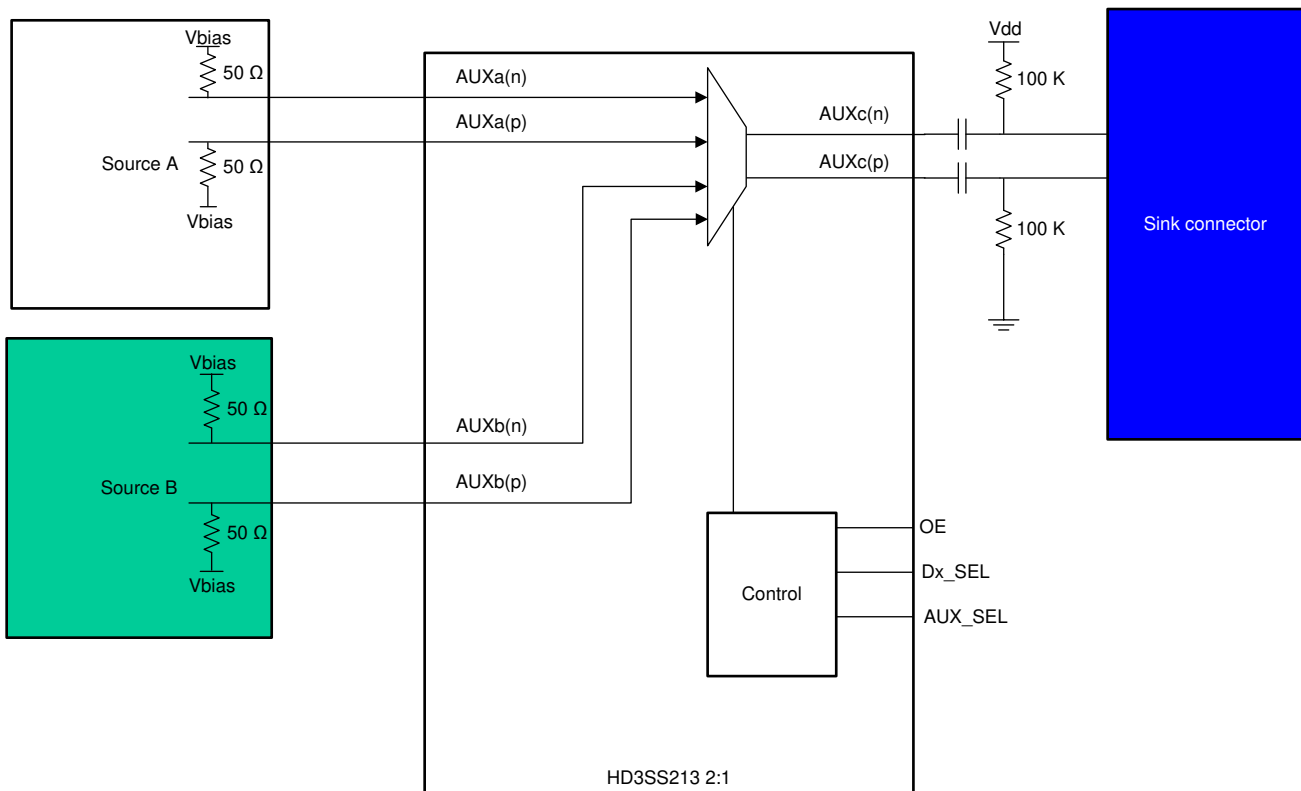 Vbias
50 Ω
AUXa(n)
AUXa(p)
Source A
50 Ω
Vbias
Vdd
100 K
AUXc(n)
AUXc(p)
100 K
Sink connector
Vbias
50 Ω
AUXb(n)
Source B
AUXb(p)
50 Ω
Vbias
OE
Dx_SEL
Control
AUX_SEL
HD3SS213 2:1